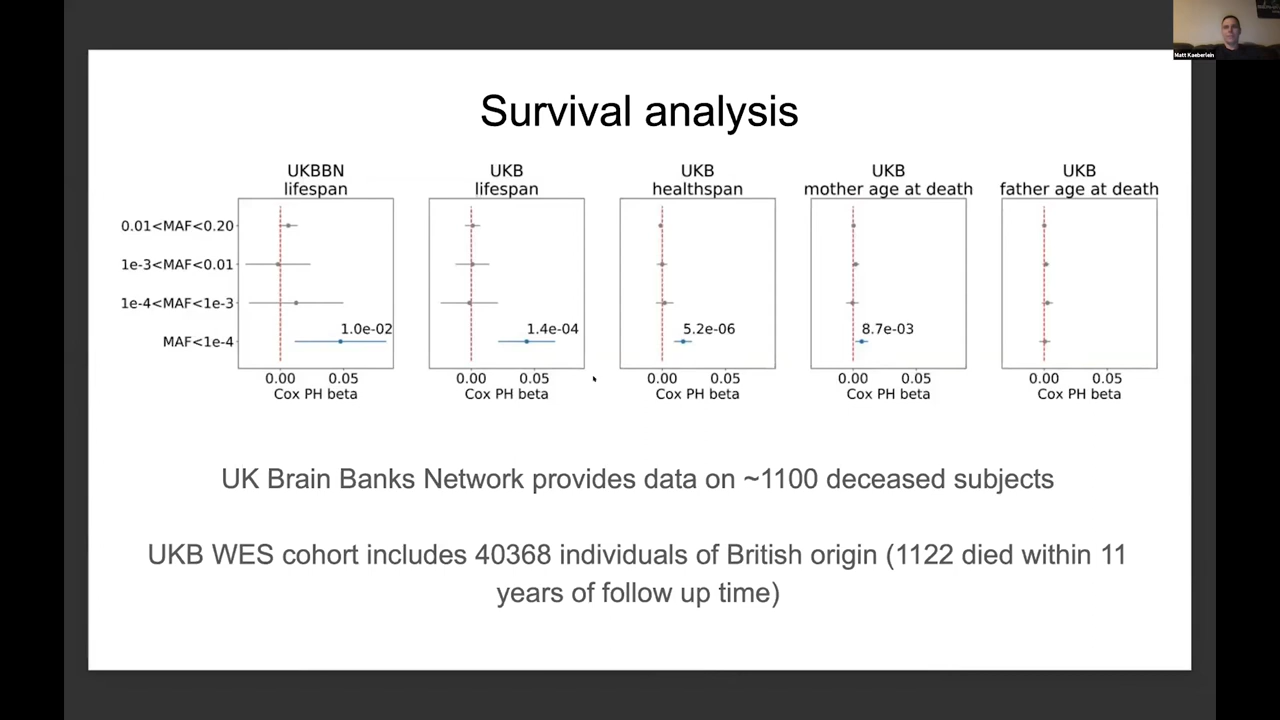 Matt Kaeberlein
Survival analysis
UKBBN
lifespan
UKB
lifespan
UKB
healthspan
UKB
mother age at death
UKB
father age at death
0.01<MAF<0.20
1e-3<MAF<0.01
1e-4<MAF<1e-3
MAF<1e-4
1.0e-02
1.4e-04
5.2e-06
8.7e-03
0.00 0.05
Cox PH beta
0.00 0.05
Cox PH beta
0.00 0.05
Cox PH beta
0.00 0.05
Cox PH beta
0.00 0.05
Cox PH beta
UK Brain Banks Network provides data on ~1100 deceased subjects
UKB WES cohort includes 40368 individuals of British origin (1122 died within 11
years of follow up time)